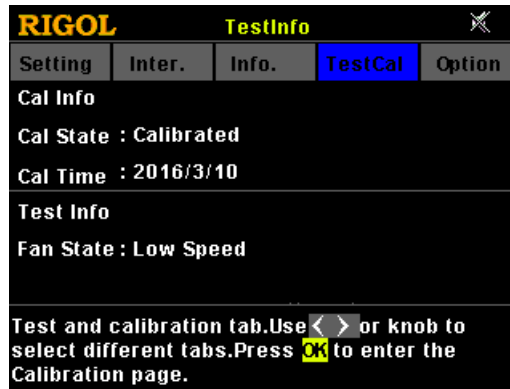 RIGOL TestInfo
Setting Inter. Info. TestCal Option
Cal Info
Cal State : Calibrated
Cal Time : 2016/3/10
Test Info
Fan State : Low Speed
Test and calibration tab.Use < > or knob to
select different tabs.Press OK to enter the
Calibration page.